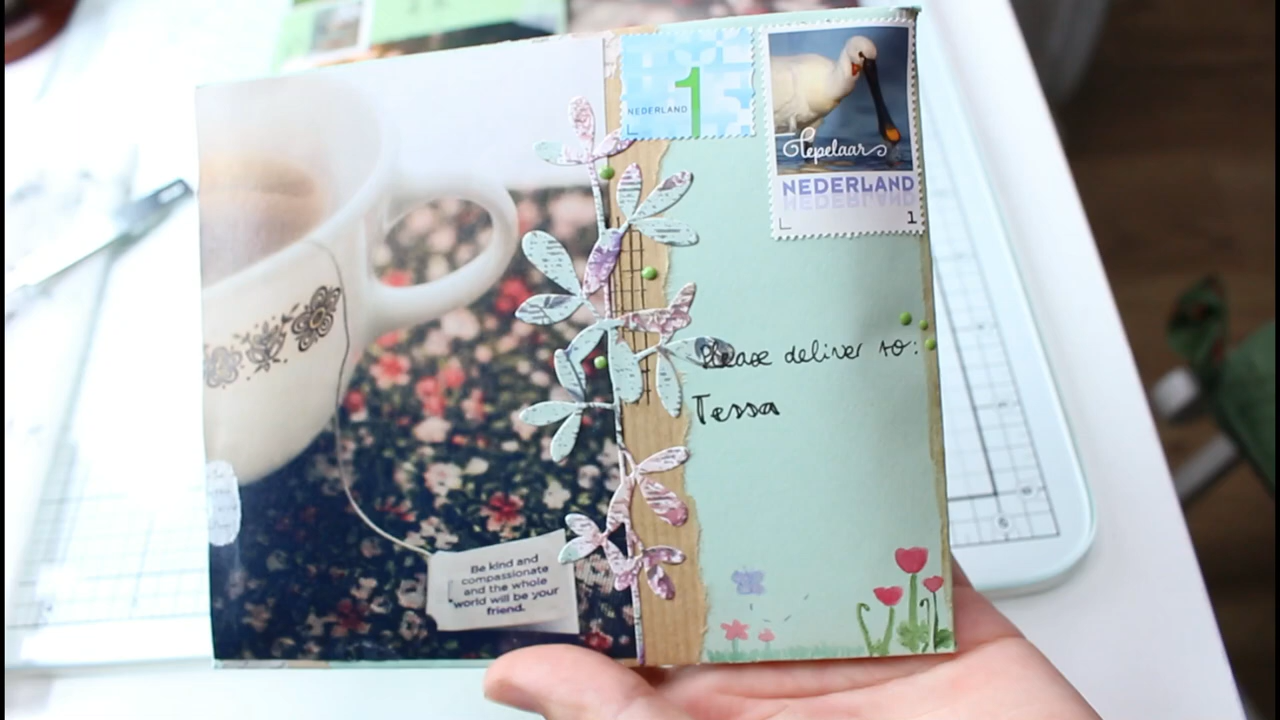 NEDERLAND 1
Lepelaar
NEDERLAND
1
Please deliver to:
Tessa
Be kind and
compassionate
and the whole
world will be your
friend.